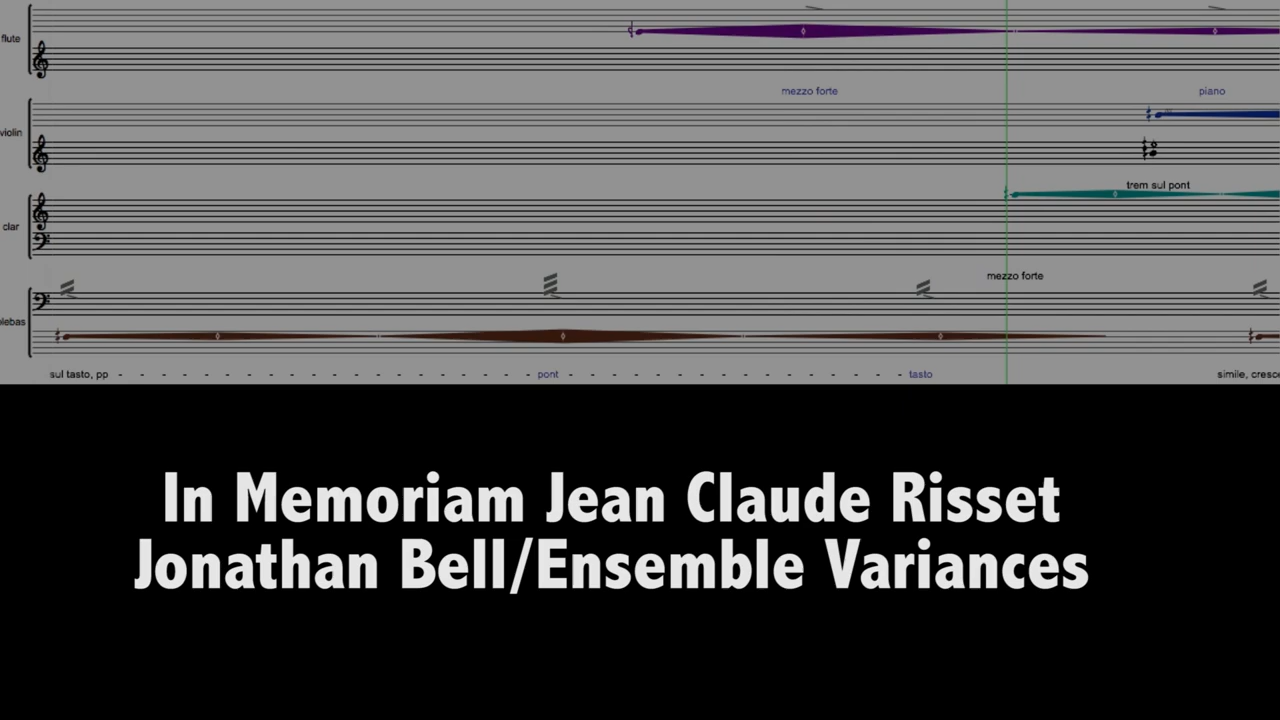 flute
mezzo forte
piano
violin
trem sul pont
clar
mezzo forte
lebas
sul tasto, pp - - - - - - - - - - - - - - - - pont - - - - - - - - - - - - - - tasto
simile, cresc
In Memoriam Jean Claude Risset
Jonathan Bell/Ensemble Variances